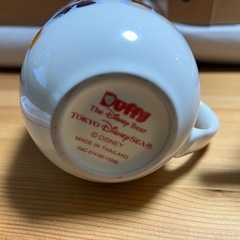 Duffy
The Disney Bear
TOKYO DisneySEA®
© DISNEY
MADE IN THAILAND